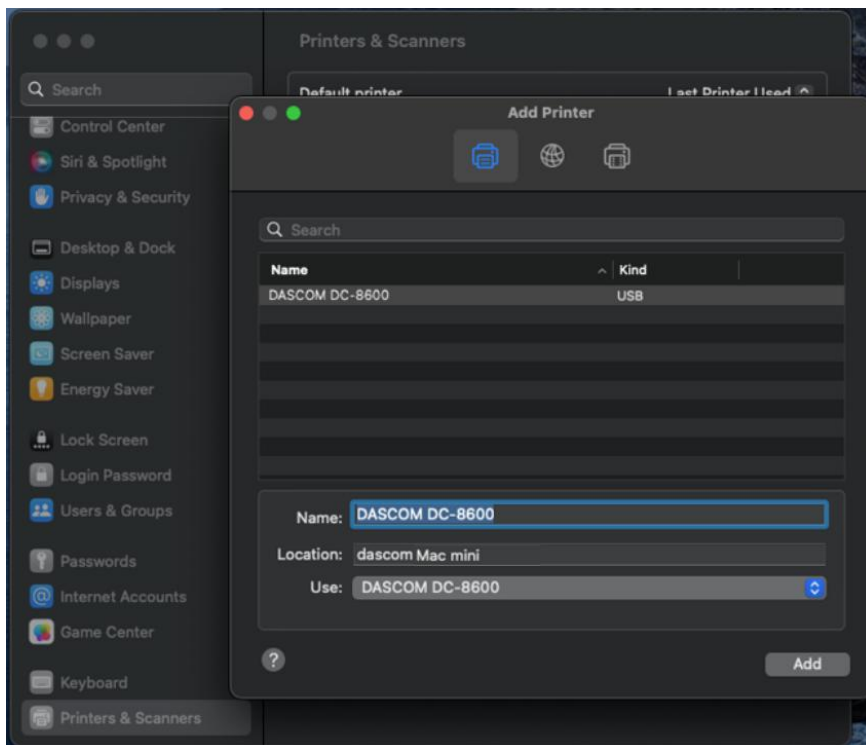 Printers & Scanners
Search
Default printer
Last Printer Used
Control Center
Siri & Spotlight
Privacy & Security
Desktop & Dock
Displays
Wallpaper
Screen Saver
Energy Saver
Lock Screen
Login Password
Users & Groups
Passwords
Internet Accounts
Game Center
Keyboard
Printers & Scanners
Add Printer
Search
Name Kind
DASCOM DC-8600 USB
Name: DASCOM DC-8600
Location: dascom Mac mini
Use: DASCOM DC-8600
?
Add